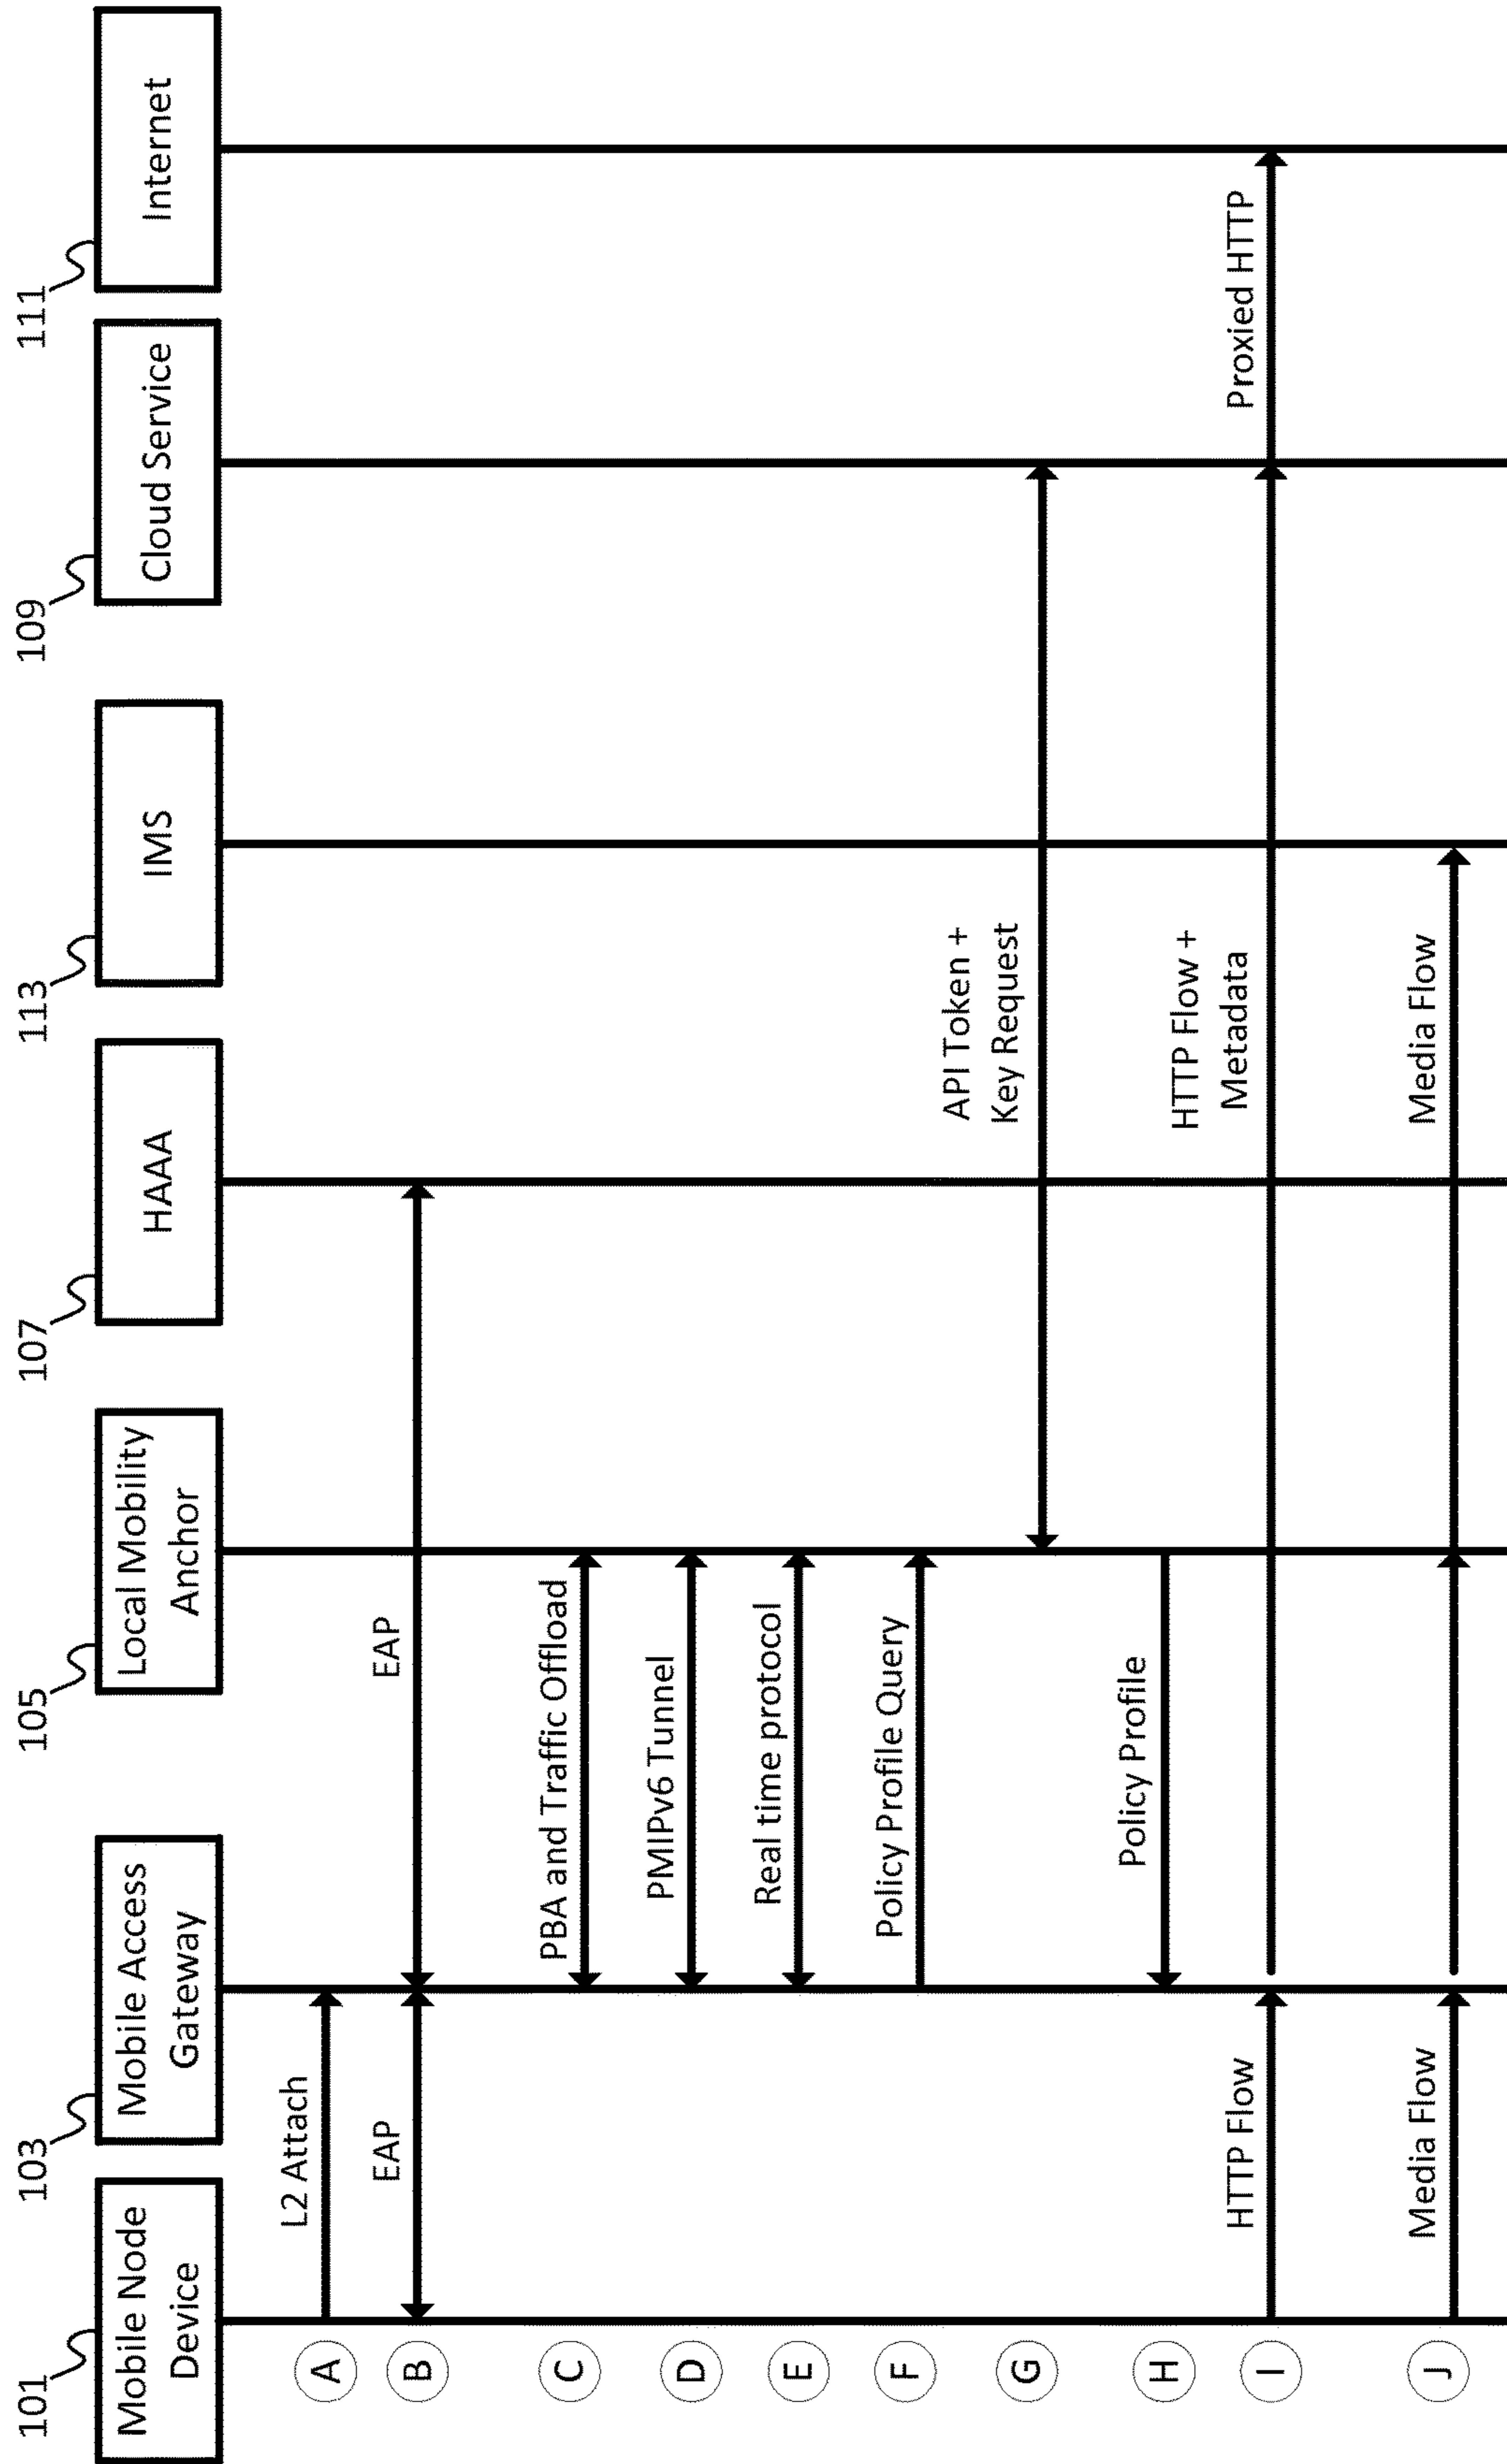 101
103
105
107
113
109
111
Mobile Node
Device
Mobile Access
Gateway
Local Mobility
Anchor
HAAA
IMS
Cloud Service
Internet
A
L2 Attach
B
EAP
EAP
C
PBA and Traffic Offload
D
PMIPv6 Tunnel
E
Real time protocol
F
Policy Profile Query
G
API Token +
Key Request
H
Policy Profile
I
HTTP Flow
HTTP Flow +
Metadata
Proxied HTTP
J
Media Flow
Media Flow